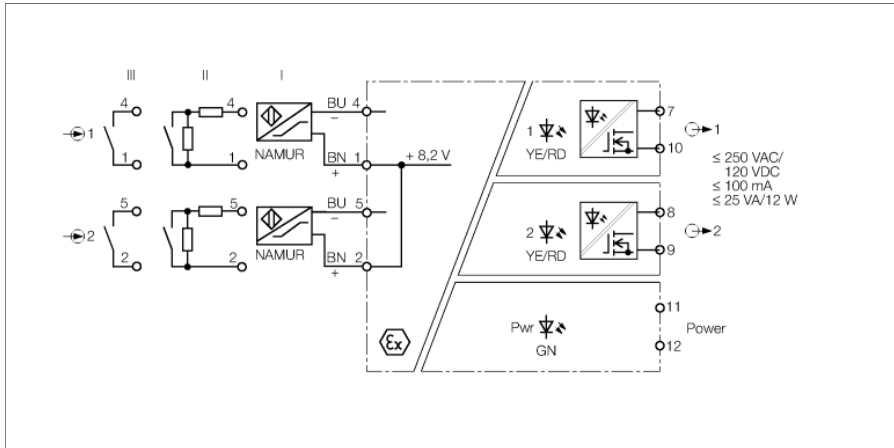 III II I
4 4 BU 4
–
1
1 1 NAMUR BN 1 + 8,2 V
+
5 5 BU 5
–
2
2 2 NAMUR BN 2
+
Ex
1
YE/RD
7
10
1
≤ 250 VAC/
120 VDC
≤ 100 mA
≤ 25 VA/12 W
2
YE/RD
8
9
2
Pwr
GN
11
12
Power